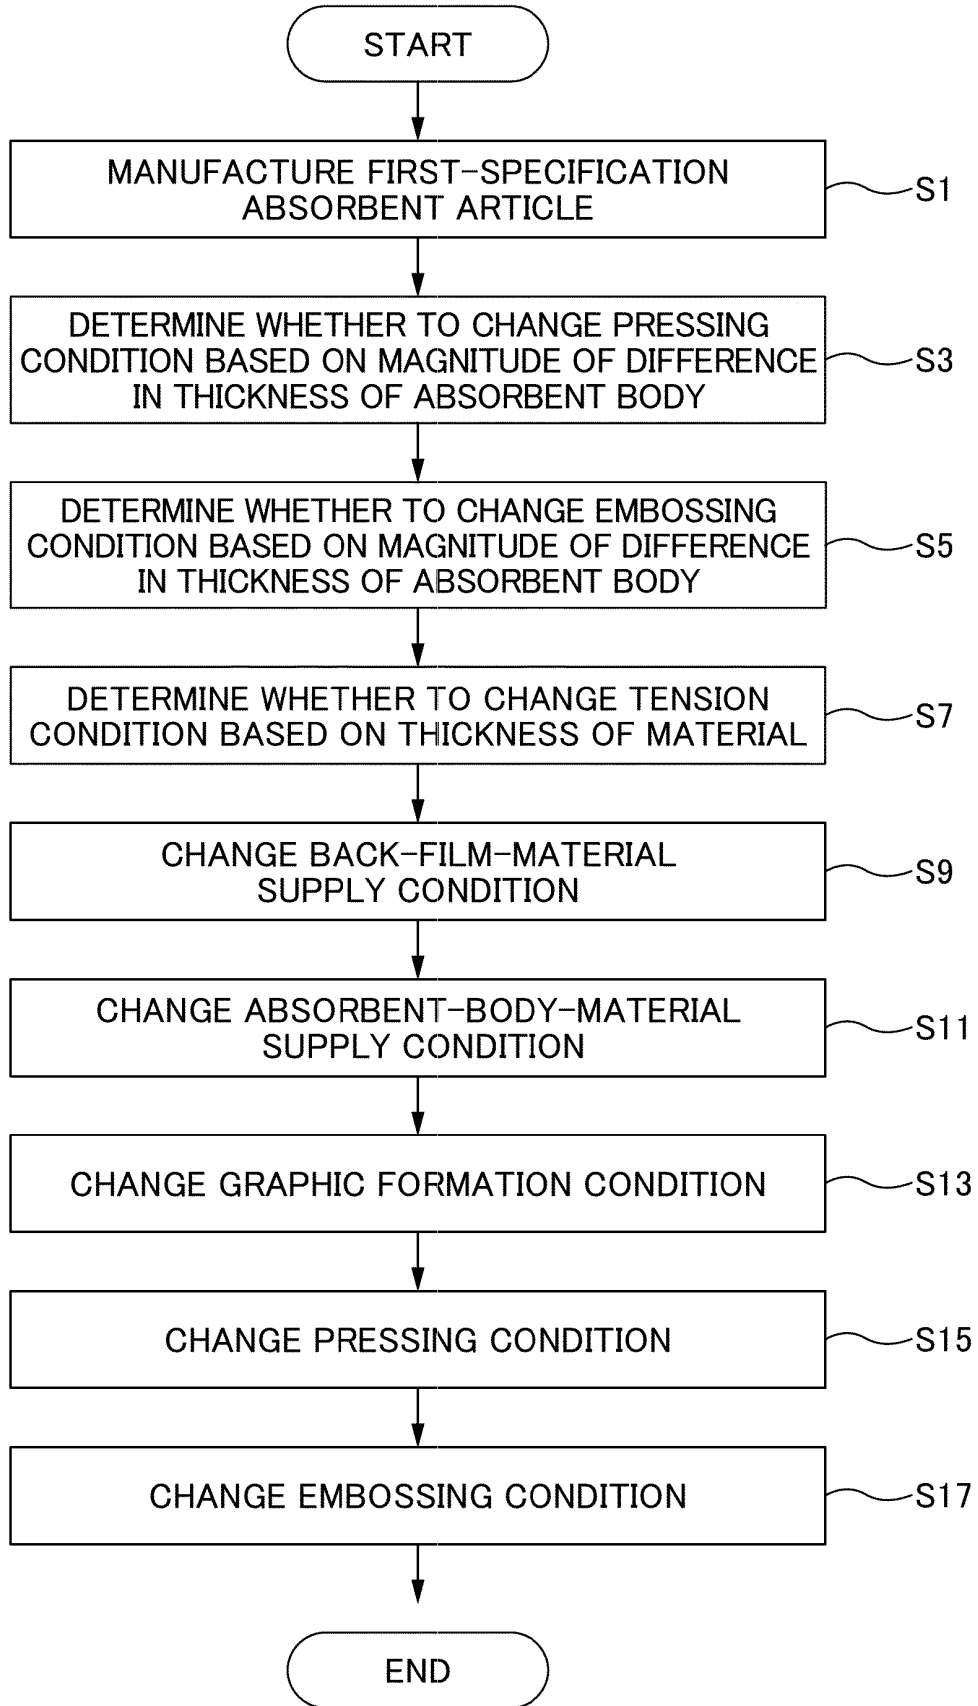 START
MANUFACTURE FIRST-SPECIFICATION
ABSORBENT ARTICLE
S1
DETERMINE WHETHER TO CHANGE PRESSING
CONDITION BASED ON MAGNITUDE OF DIFFERENCE
IN THICKNESS OF ABSORBENT BODY
S3
DETERMINE WHETHER TO CHANGE EMBOSSING
CONDITION BASED ON MAGNITUDE OF DIFFERENCE
IN THICKNESS OF ABSORBENT BODY
S5
DETERMINE WHETHER TO CHANGE TENSION
CONDITION BASED ON THICKNESS OF MATERIAL
S7
CHANGE BACK-FILM-MATERIAL
SUPPLY CONDITION
S9
CHANGE ABSORBENT-BODY-MATERIAL
SUPPLY CONDITION
S11
CHANGE GRAPHIC FORMATION CONDITION
S13
CHANGE PRESSING CONDITION
S15
CHANGE EMBOSSING CONDITION
S17
END